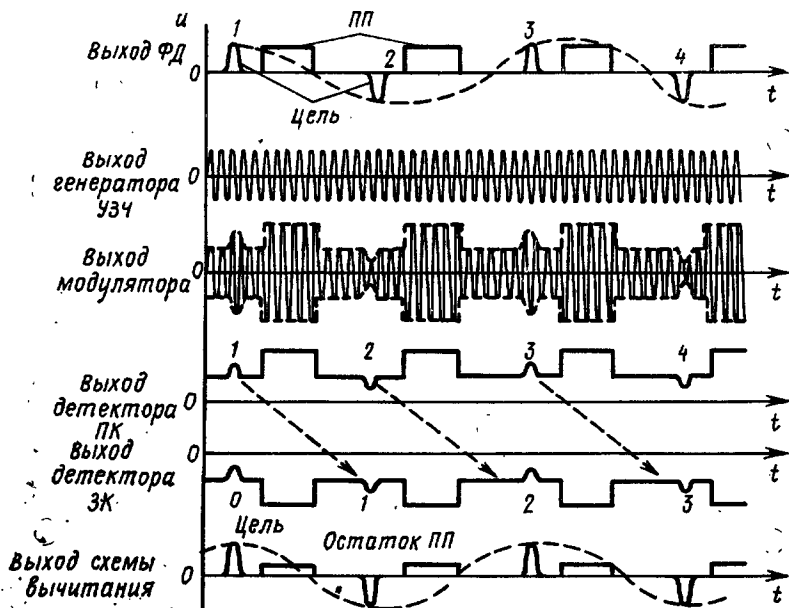 u
1
ПП
3
Выход ФД
0
2
4
t
Цель
Выход
генератора
УЗЧ
0
t
Выход
модулятора
0
t
1
2
3
4
Выход
детектора
ПК
0
t
Выход
детектора
ЗК
0
t
0
1
2
3
Цель
Остаток ПП
Выход схемы
вычитания
0
t